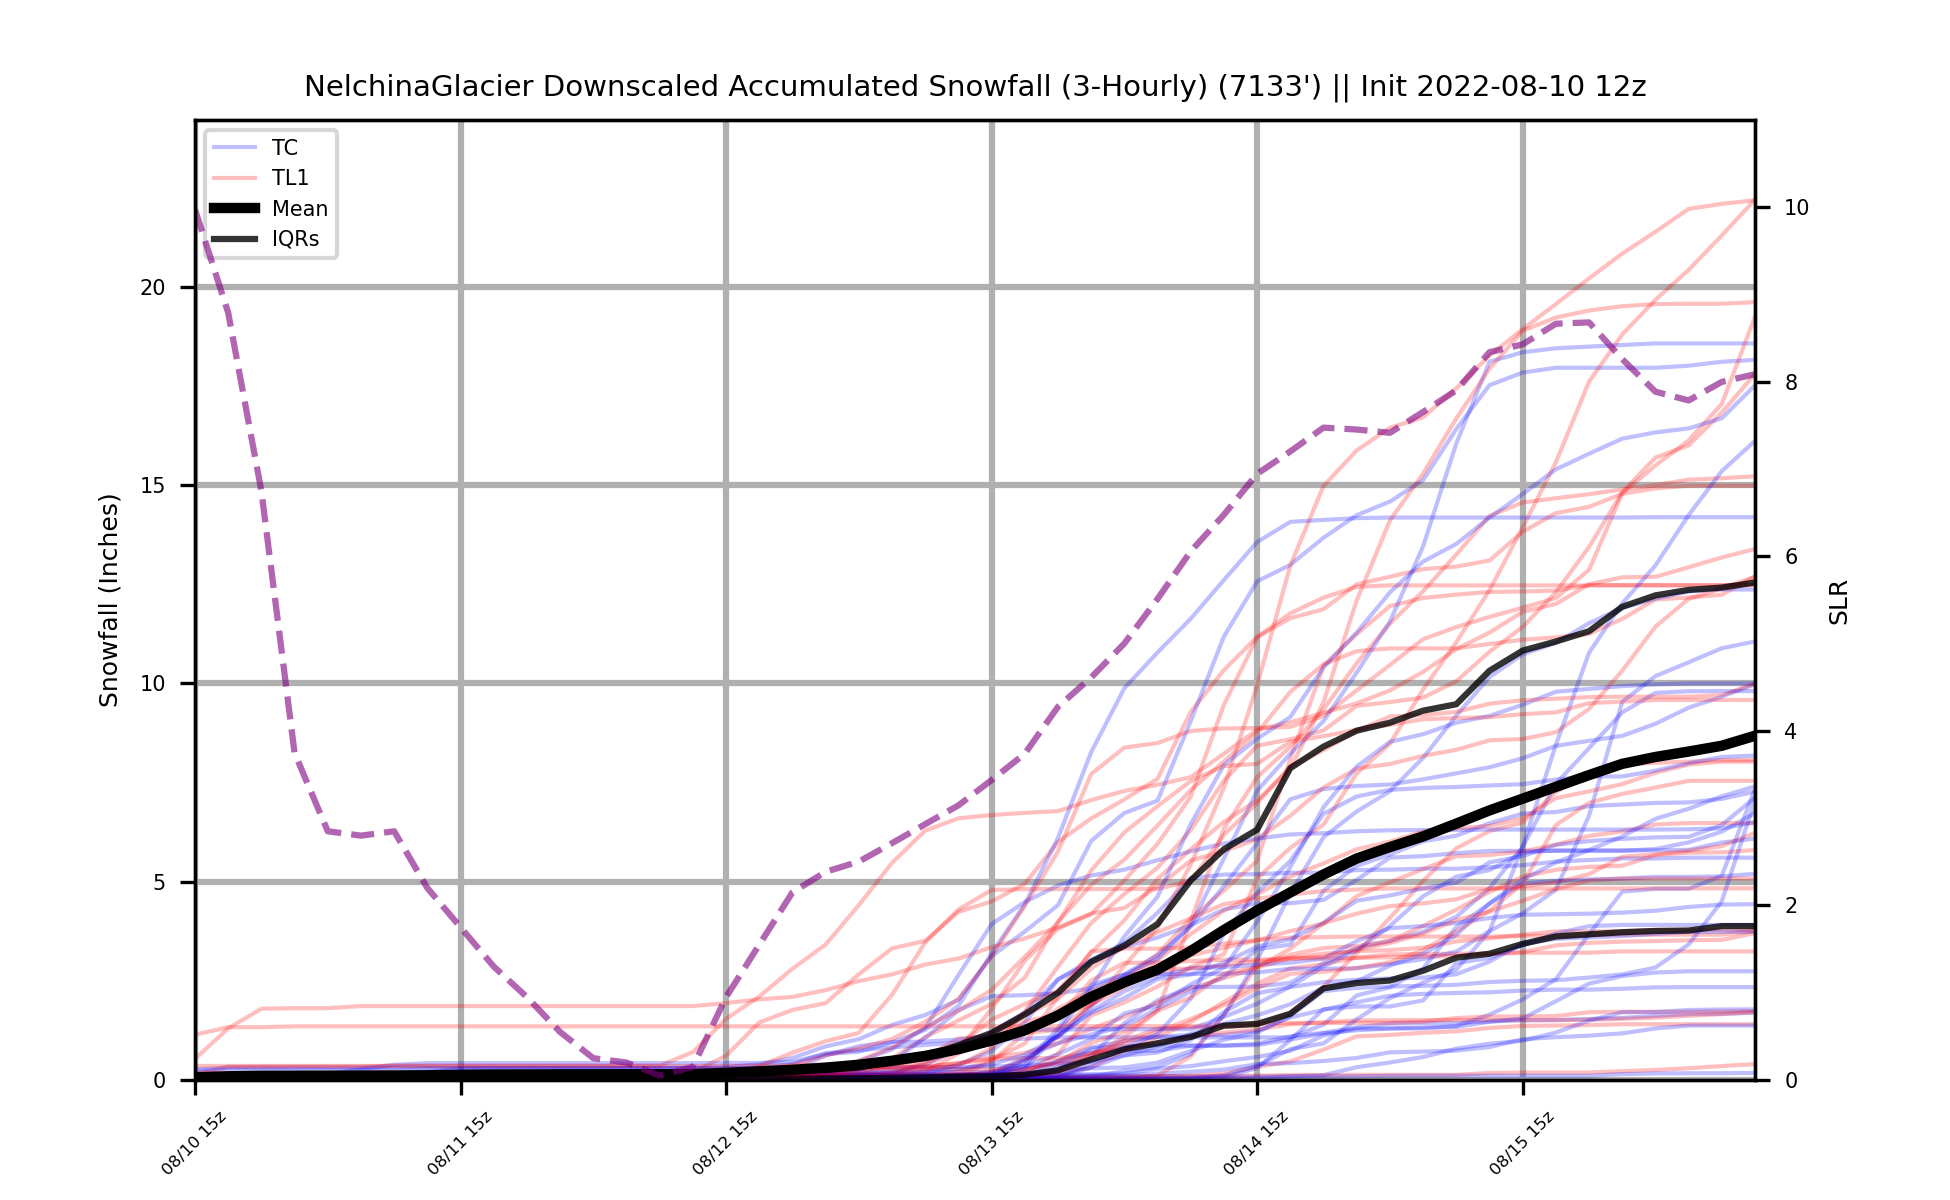 NelchinaGlacier Downscaled Accumulated Snowfall (3-Hourly) (7133') || Init 2022-08-10 12z
TC
TL1
Mean
IQRs
Snowfall (Inches)
20
15
10
5
0
10
8
6
4
2
0
SLR
08/10 15z
08/11 15z
08/12 15z
08/13 15z
08/14 15z
08/15 15z